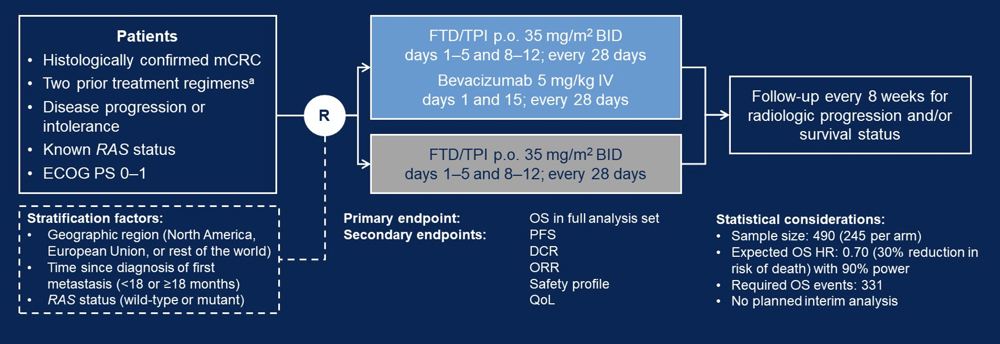 Patients
• Histologically confirmed mCRC
• Two prior treatment regimensᵃ
• Disease progression or
intolerance
• Known RAS status
• ECOG PS 0–1
R
FTD/TPI p.o. 35 mg/m² BID
days 1–5 and 8–12; every 28 days
Bevacizumab 5 mg/kg IV
days 1 and 15; every 28 days
FTD/TPI p.o. 35 mg/m² BID
days 1–5 and 8–12; every 28 days
Follow-up every 8 weeks for
radiologic progression and/or
survival status
Stratification factors:
• Geographic region (North America,
European Union, or rest of the world)
• Time since diagnosis of first
metastasis (<18 or ≥18 months)
• RAS status (wild-type or mutant)
Primary endpoint: OS in full analysis set
Secondary endpoints: PFS
DCR
ORR
Safety profile
QoL
Statistical considerations:
• Sample size: 490 (245 per arm)
• Expected OS HR: 0.70 (30% reduction in
risk of death) with 90% power
• Required OS events: 331
• No planned interim analysis